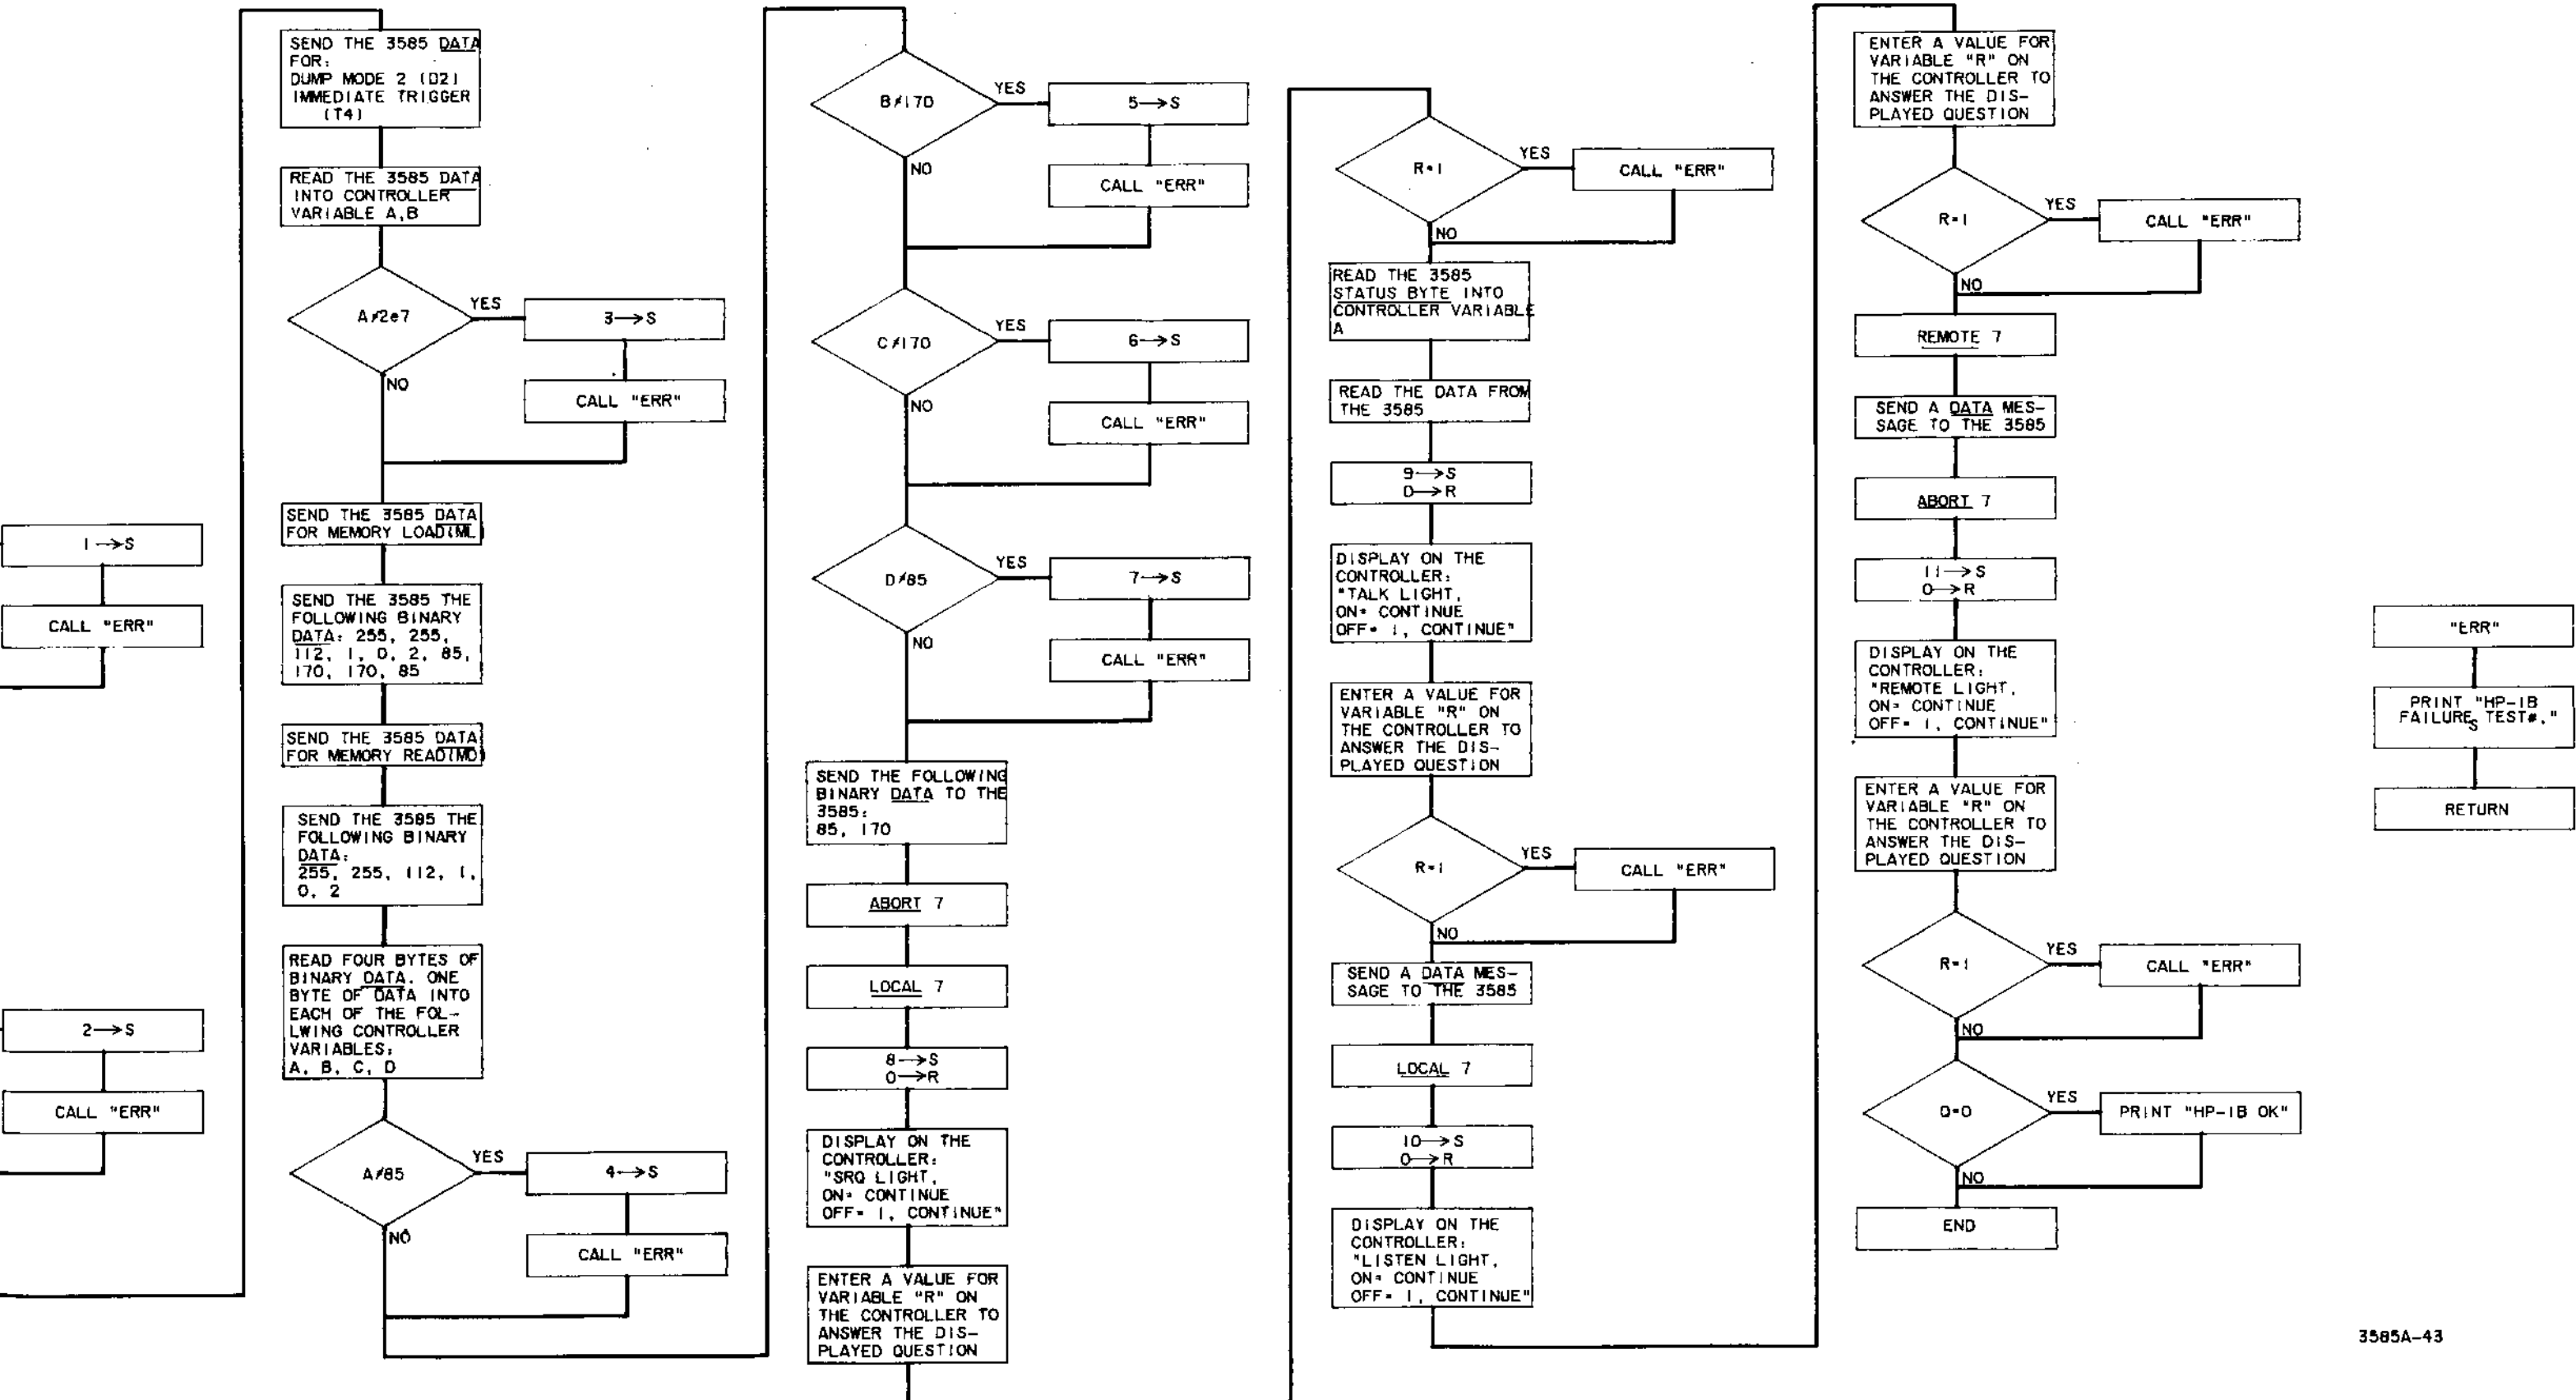 1→S
CALL "ERR"
2→S
CALL "ERR"
SEND THE 3585 DATA
FOR:
DUMP MODE 2 (D2)
IMMEDIATE TRIGGER
(T4)
READ THE 3585 DATA
INTO CONTROLLER
VARIABLE A,B
A≠2e7
YES
3→S
NO
CALL "ERR"
SEND THE 3585 DATA
FOR MEMORY LOAD(ML)
SEND THE 3585 THE
FOLLOWING BINARY
DATA: 255, 255,
112, 1, 0, 2, 85,
170, 170, 85
SEND THE 3585 DATA
FOR MEMORY READ(MD)
SEND THE 3585 THE
FOLLOWING BINARY
DATA:
255, 255, 112, 1,
0, 2
READ FOUR BYTES OF
BINARY DATA. ONE
BYTE OF DATA INTO
EACH OF THE FOL-
LWING CONTROLLER
VARIABLES:
A, B, C, D
A≠85
YES
4→S
NO
CALL "ERR"
B≠170
YES
5→S
NO
CALL "ERR"
C≠170
YES
6→S
NO
CALL "ERR"
D≠85
YES
7→S
NO
CALL "ERR"
SEND THE FOLLOWING
BINARY DATA TO THE
3585:
85, 170
ABORT 7
LOCAL 7
8→S
0→R
DISPLAY ON THE
CONTROLLER:
"SRQ LIGHT,
ON= CONTINUE
OFF= 1, CONTINUE"
ENTER A VALUE FOR
VARIABLE "R" ON
THE CONTROLLER TO
ANSWER THE DIS-
PLAYED QUESTION
R=1
YES
CALL "ERR"
NO
READ THE 3585
STATUS BYTE INTO
CONTROLLER VARIABLE
A
READ THE DATA FROM
THE 3585
9→S
0→R
DISPLAY ON THE
CONTROLLER:
"TALK LIGHT,
ON= CONTINUE
OFF= 1, CONTINUE"
ENTER A VALUE FOR
VARIABLE "R" ON
THE CONTROLLER TO
ANSWER THE DIS-
PLAYED QUESTION
R=1
YES
CALL "ERR"
NO
SEND A DATA MES-
SAGE TO THE 3585
LOCAL 7
10→S
0→R
DISPLAY ON THE
CONTROLLER:
"LISTEN LIGHT,
ON= CONTINUE
OFF= 1, CONTINUE"
ENTER A VALUE FOR
VARIABLE "R" ON
THE CONTROLLER TO
ANSWER THE DIS-
PLAYED QUESTION
R=1
YES
CALL "ERR"
NO
REMOTE 7
SEND A DATA MES-
SAGE TO THE 3585
ABORT 7
11→S
0→R
DISPLAY ON THE
CONTROLLER:
"REMOTE LIGHT,
ON= CONTINUE
OFF= 1, CONTINUE"
ENTER A VALUE FOR
VARIABLE "R" ON
THE CONTROLLER TO
ANSWER THE DIS-
PLAYED QUESTION
R=1
YES
CALL "ERR"
NO
Q=0
YES
PRINT "HP-IB OK"
NO
END
"ERR"
PRINT "HP-IB
FAILURE, TEST#,"
S
RETURN
3585A-43